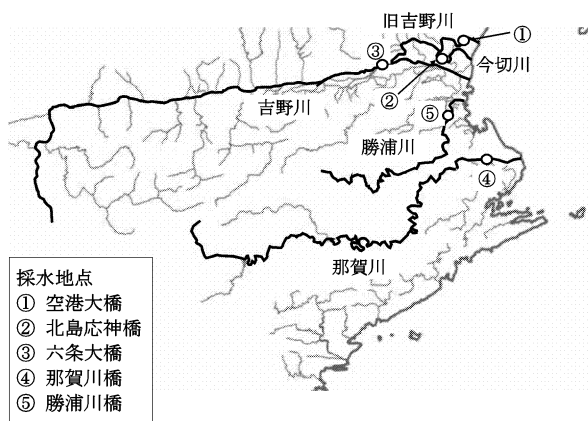 旧吉野川
①
③
今切川
②
吉野川
⑤
勝浦川
④
那賀川
採水地点
① 空港大橋
② 北島応神橋
③ 六条大橋
④ 那賀川橋
⑤ 勝浦川橋